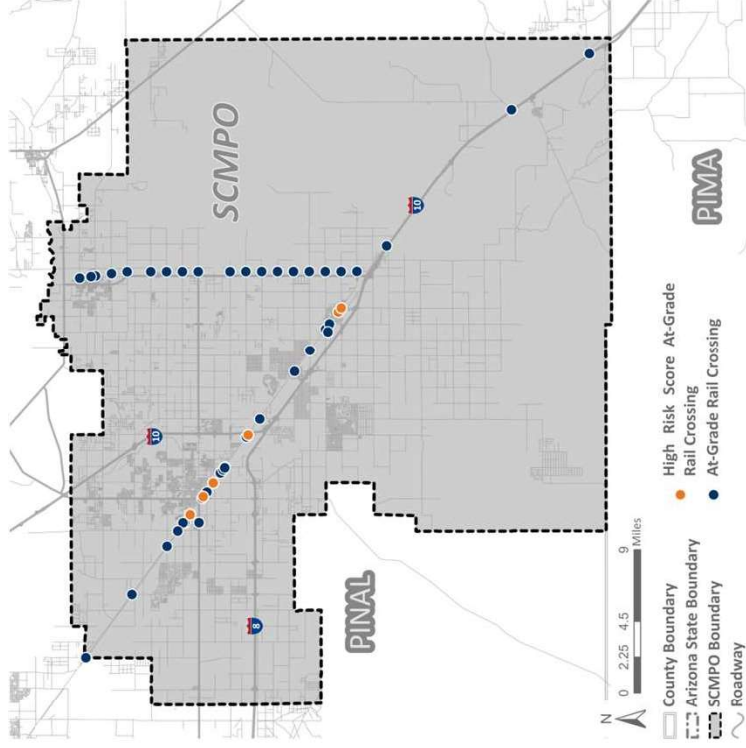 SCMPO
10
10
8
PINAL
PIMA
N
0 2.25 4.5 9
Miles
County Boundary
Arizona State Boundary
SCMPO Boundary
Roadway
High Risk Score At-Grade
Rail Crossing
At-Grade Rail Crossing